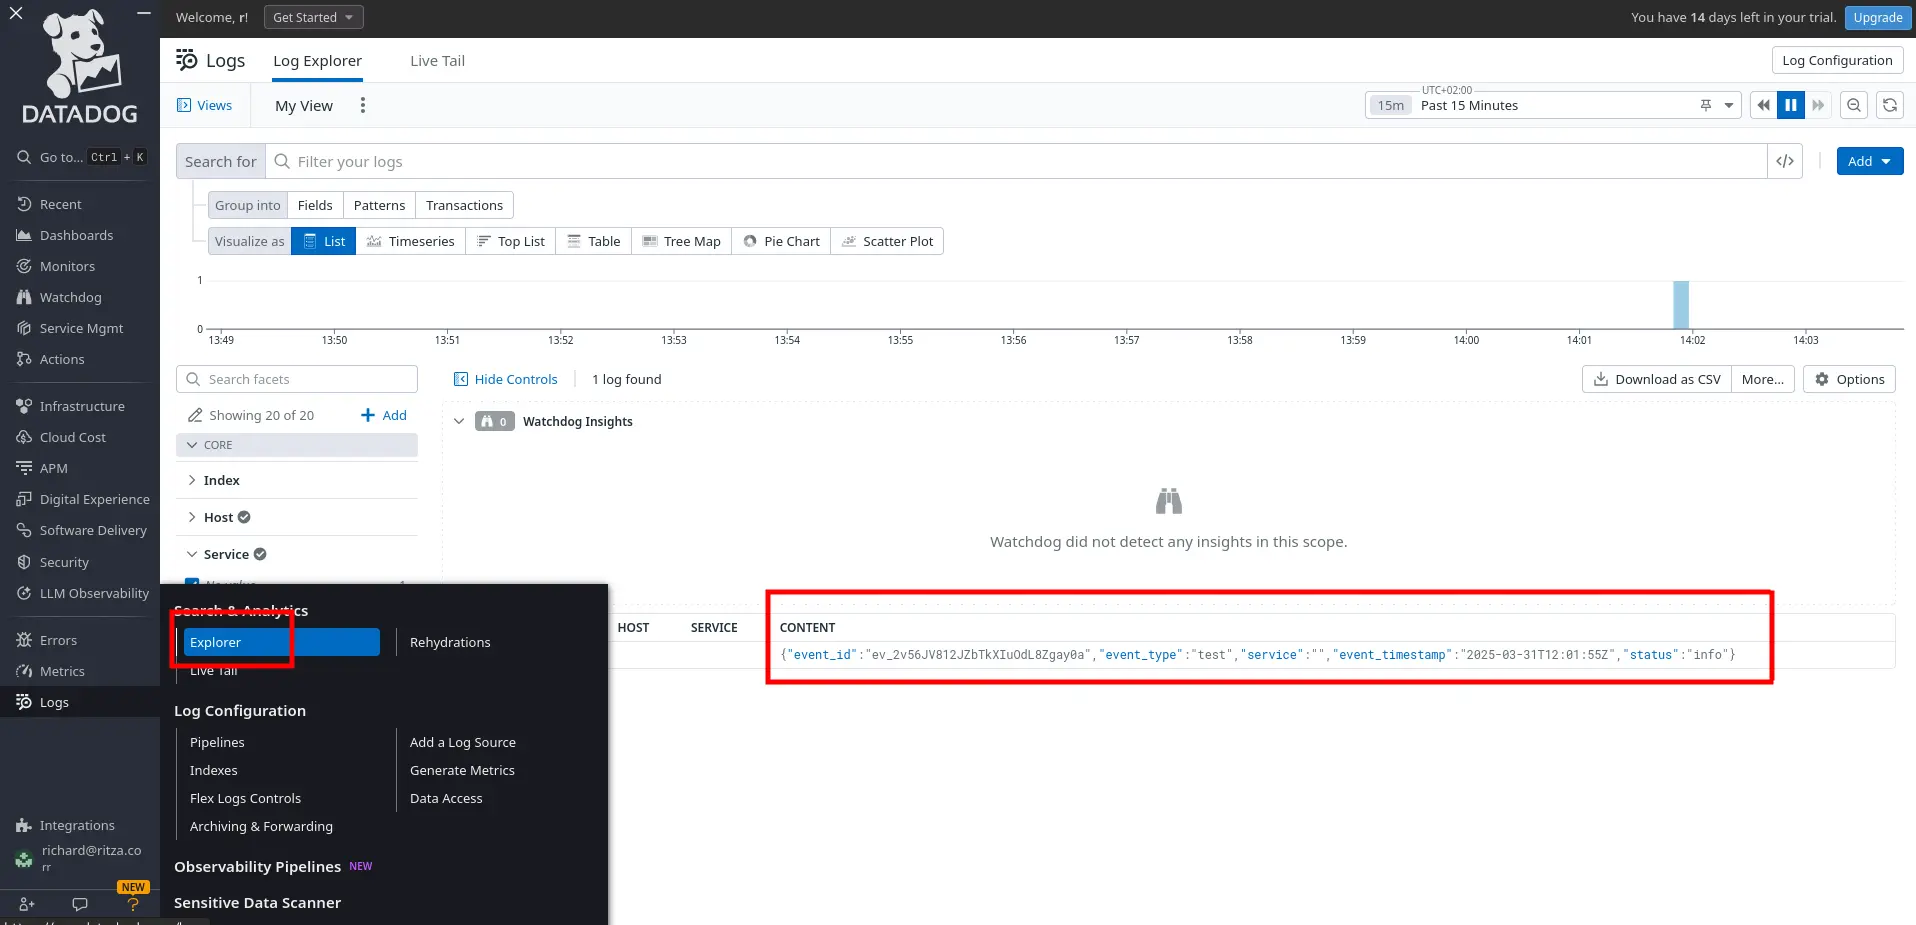 Welcome, r! Get Started
You have 14 days left in your trial. Upgrade
DATADOG
Go to... Ctrl + K
Recent
Dashboards
Monitors
Watchdog
Service Mgmt
Actions
Infrastructure
Cloud Cost
APM
Digital Experience
Software Delivery
Security
LLM Observability
Errors
Metrics
Logs
Integrations
richard@ritza.co
rr
NEW
?
Logs Log Explorer Live Tail Log Configuration
Views My View
15m UTC+02:00 Past 15 Minutes
Search for Filter your logs </> Add
Group into Fields Patterns Transactions
Visualize as List Timeseries Top List Table Tree Map Pie Chart Scatter Plot
1
0
13:49 13:50 13:51 13:52 13:53 13:54 13:55 13:56 13:57 13:58 13:59 14:00 14:01 14:02 14:03
Search facets
Hide Controls 1 log found Download as CSV More... Options
Showing 20 of 20 Add
CORE
Index
Host
Service
0 Watchdog Insights
Watchdog did not detect any insights in this scope.
HOST SERVICE CONTENT
{"event_id":"ev_2v56JV812JZbTkXIuOdL8Zgay0a","event_type":"test","service":"","event_timestamp":"2025-03-31T12:01:55Z","status":"info"}
Search & Analytics
Explorer Rehydrations
Live Tail
Log Configuration
Pipelines Add a Log Source
Indexes Generate Metrics
Flex Logs Controls Data Access
Archiving & Forwarding
Observability Pipelines NEW
Sensitive Data Scanner